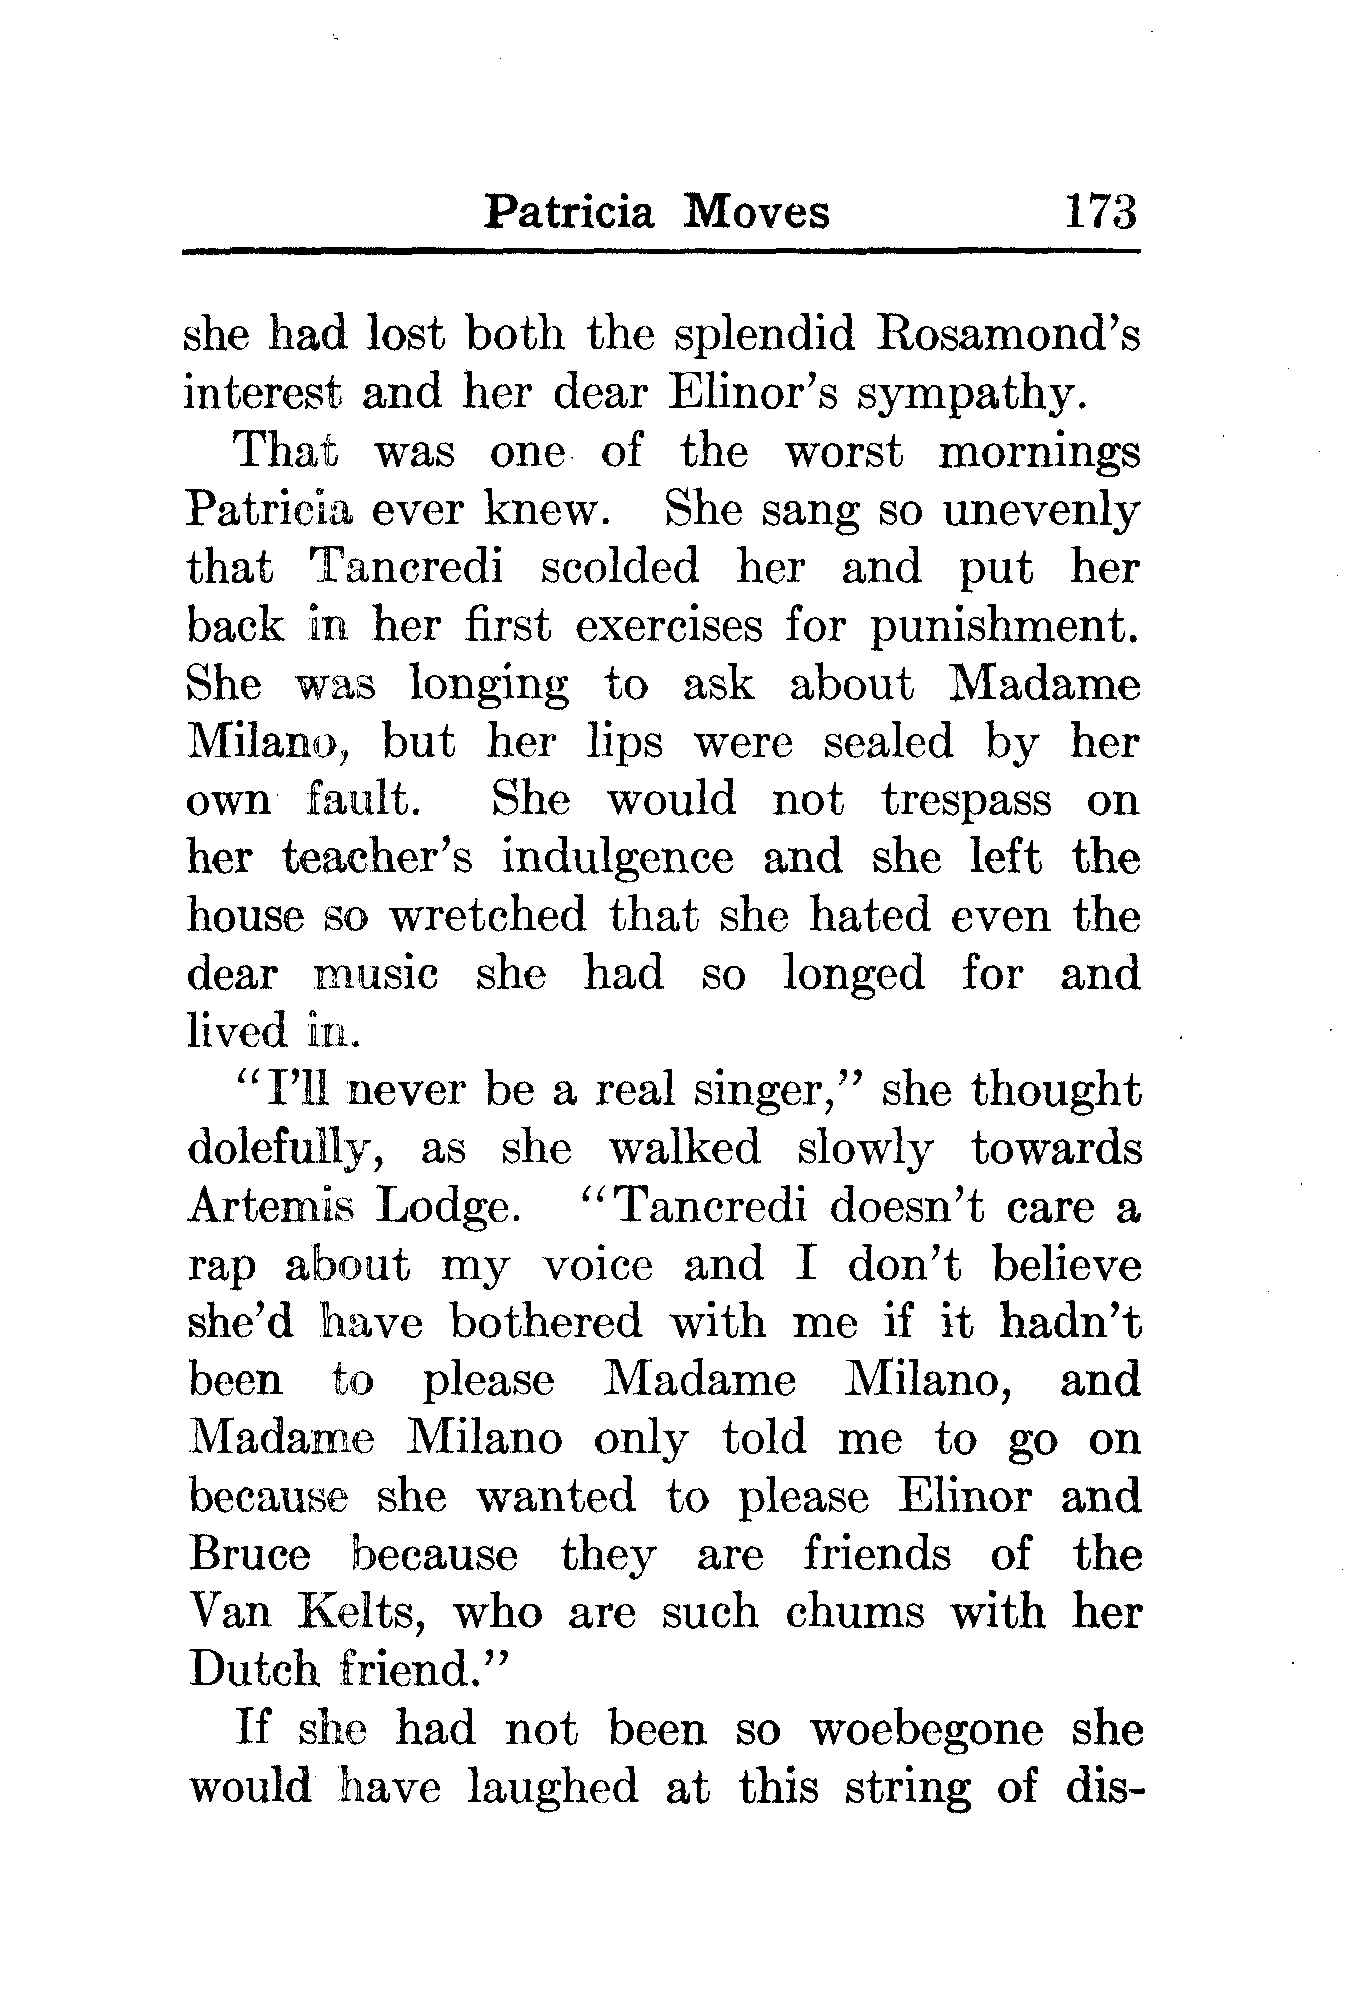 Patricia Moves 173
she had lost both the splendid Rosamond's
interest and her dear Elinor's sympathy.
That was one of the worst mornings
Patricia ever knew. She sang so unevenly
that Tancredi scolded her and put her
back in her first exercises for punishment.
She was longing to ask about Madame
Milano, but her lips were sealed by her
own fault. She would not trespass on
her teacher's indulgence and she left the
house so wretched that she hated even the
dear music she had so longed for and
lived in.
"I'll never be a real singer," she thought
dolefully, as she walked slowly towards
Artemis Lodge. "Tancredi doesn't care a
rap about my voice and I don't believe
she'd have bothered with me if it hadn't
been to please Madame Milano, and
Madame Milano only told me to go on
because she wanted to please Elinor and
Bruce because they are friends of the
Van Kelts, who are such chums with her
Dutch friend."
If she had not been so woebegone she
would have laughed at this string of dis-